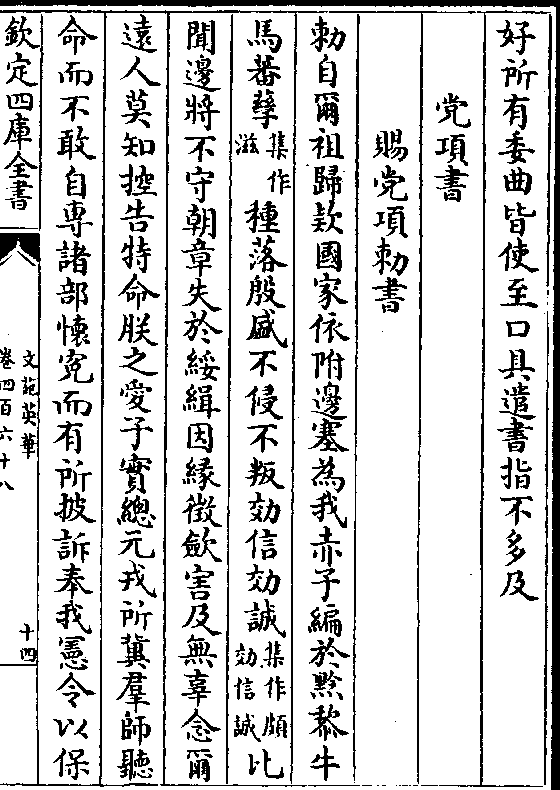 好所有委曲皆使至口具遣書指不多及
党項書
賜党項勅書
勅自爾祖歸款國家依附邊塞為我赤子編於黔黎牛
馬蕃孳集作滋種落殷盛不侵不叛効信効誠集作頗効信誠比
聞邊將不守朝章失於綏緝因緣徵斂害及無辜念爾
遠人莫知控告特命朕之愛子實總元戎所冀羣師聽
命而不敢自專諸部懷寃而有所披訴奉我憲令以保
欽定四庫全書
文苑英華
卷四百六十八
十四